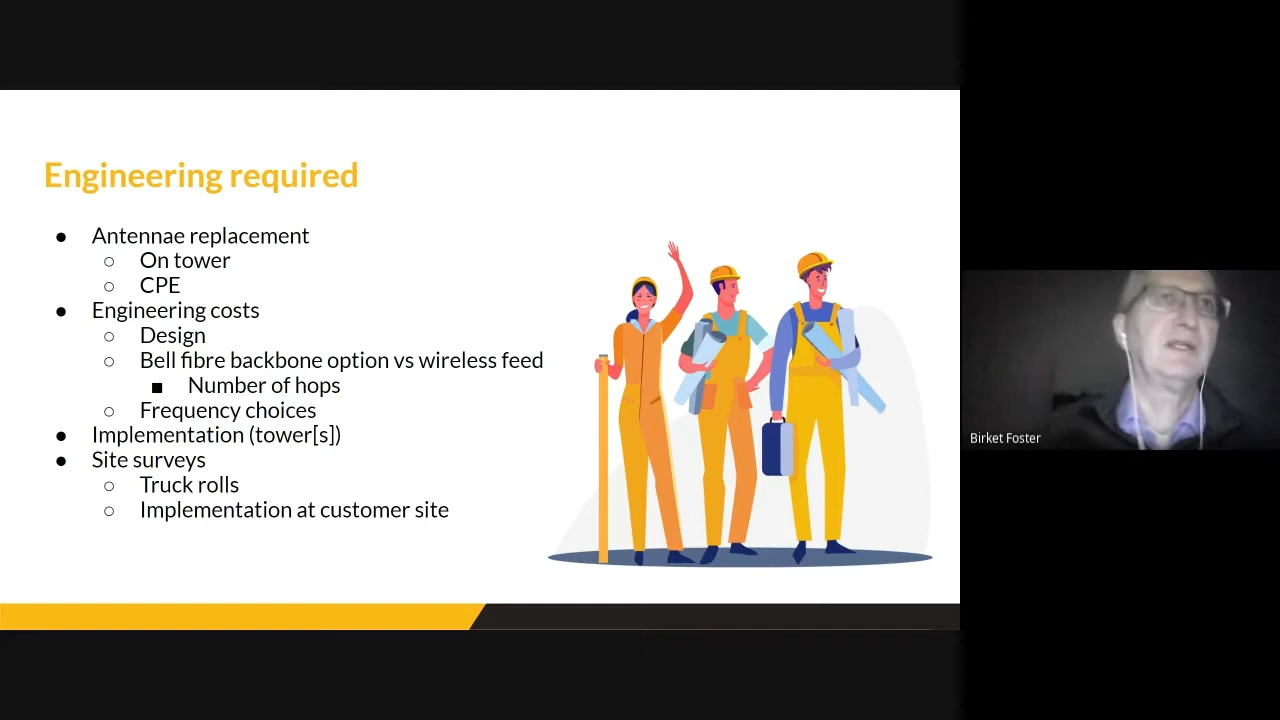 Engineering required
● Antennae replacement
○ On tower
○ CPE
● Engineering costs
○ Design
○ Bell fibre backbone option vs wireless feed
■ Number of hops
○ Frequency choices
● Implementation (tower[s])
● Site surveys
○ Truck rolls
○ Implementation at customer site
Birket Foster